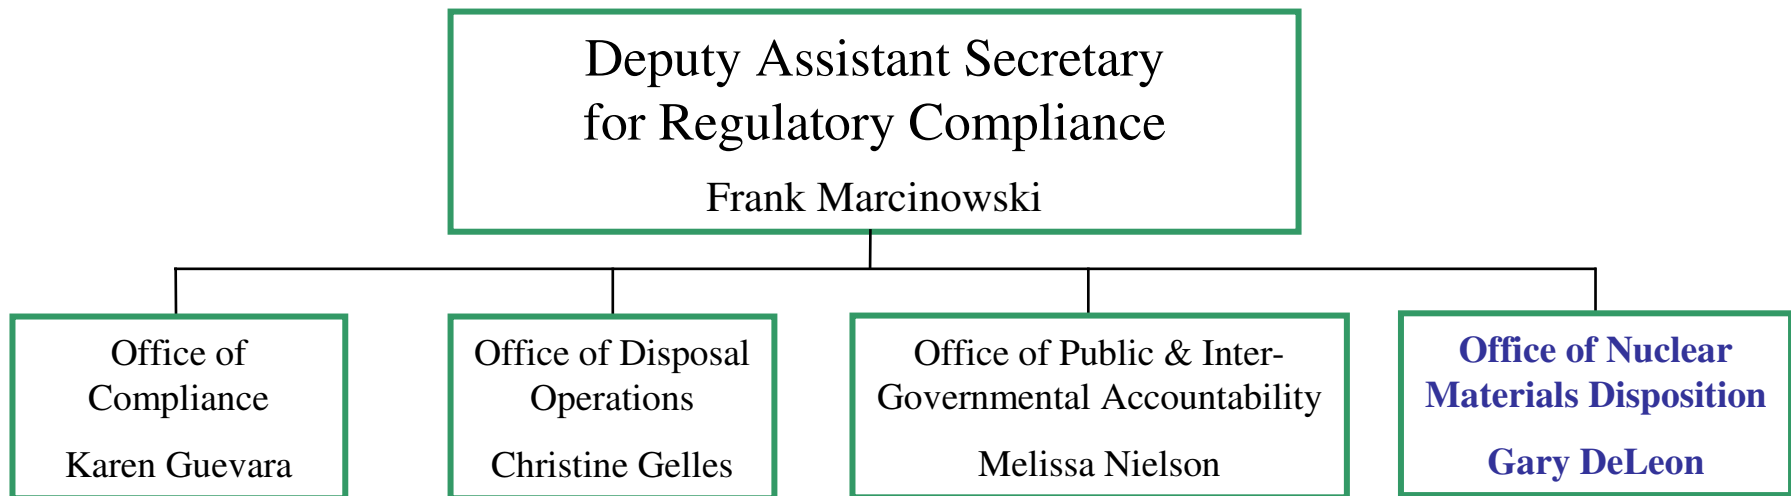 Deputy Assistant Secretary
for Regulatory Compliance
Frank Marcinowski
Office of
Compliance
Karen Guevara
Office of Disposal
Operations
Christine Gelles
Office of Public & Inter-
Governmental Accountability
Melissa Nielson
Office of Nuclear
Materials Disposition
Gary DeLeon